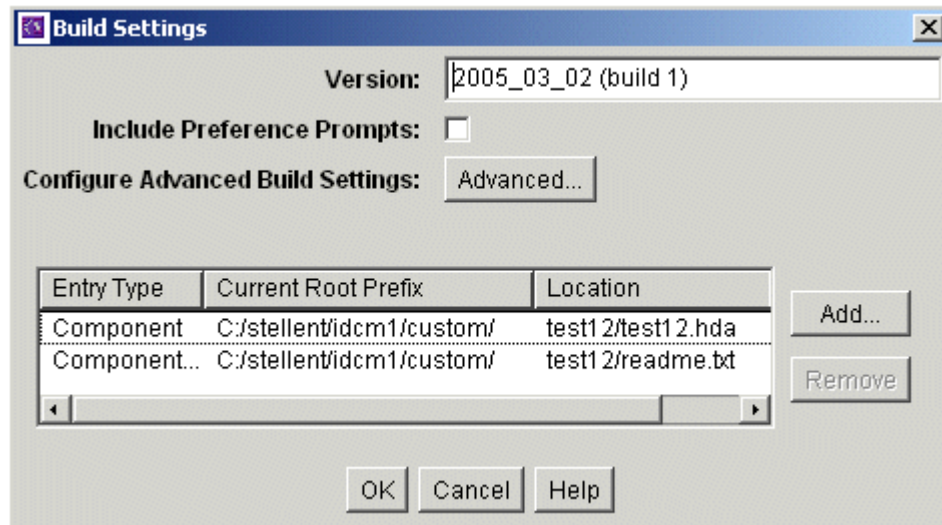 Build Settings
Version: 2005_03_02 (build 1)
Include Preference Prompts:
Configure Advanced Build Settings: Advanced...
Entry Type Current Root Prefix Location
Component C:/stellent/idcm1/custom/ test12/test12.hda
Component... C:/stellent/idcm1/custom/ test12/readme.txt
Add...
Remove
OK Cancel Help